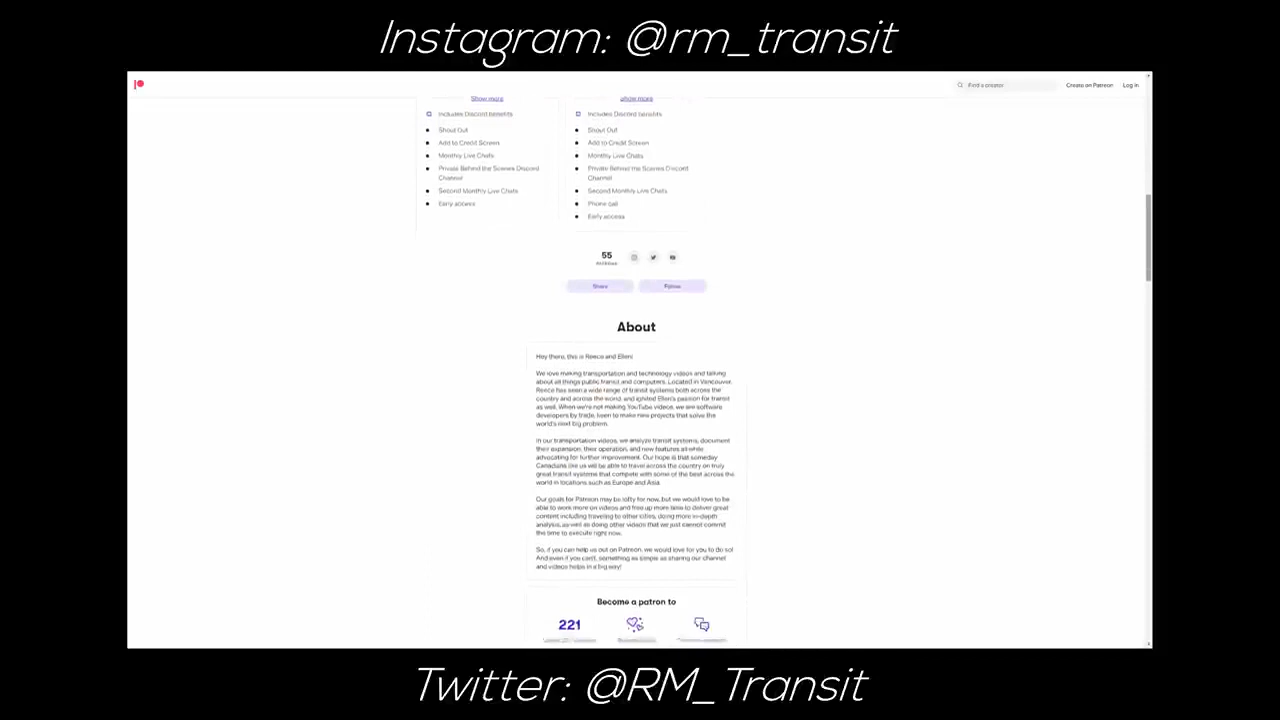 Instagram: @rm_transit
Find a creator
Create on Patreon
Log in
Show more
Show more
Includes Discord benefits
Includes Discord benefits
Shout Out
Shout Out
Add to Credit Screen
Add to Credit Screen
Monthly Live Chats
Monthly Live Chats
Private Behind the Scenes Discord
Channel
Private Behind the Scenes Discord
Channel
Second Monthly Live Chats
Second Monthly Live Chats
Early access
Phone call
Early access
55
Share
Follow
About
Hey there, this is Reece and Ellen!
We love making transportation and technology videos and talking
about all things public transit and computers. Located in Vancouver,
Reece has seen a wide range of transit systems both across the
country and across the world, and ignited Ellen's passion for transit
as well. When we're not making YouTube videos, we are software
developers by trade, keen to make new projects that solve the
world's next big problem.
In our transportation videos, we analyze transit systems, document
their expansion, their operation, and new features all while
advocating for further improvement. Our hope is that someday
Canadians like us will be able to travel across the country on truly
great transit systems that compete with some of the best across the
world in locations such as Europe and Asia.
Our goals for Patreon may be lofty for now, but we would love to be
able to work more on videos and free up more time to deliver great
content including traveling to other cities, doing more in-depth
analysis, as well as doing other videos that we just cannot commit
the time to execute right now.
So, if you can help us out on Patreon, we would love for you to do so!
And even if you can't, something as simple as sharing our channel
and videos helps in a big way!
Become a patron to
221
Twitter: @RM_Transit